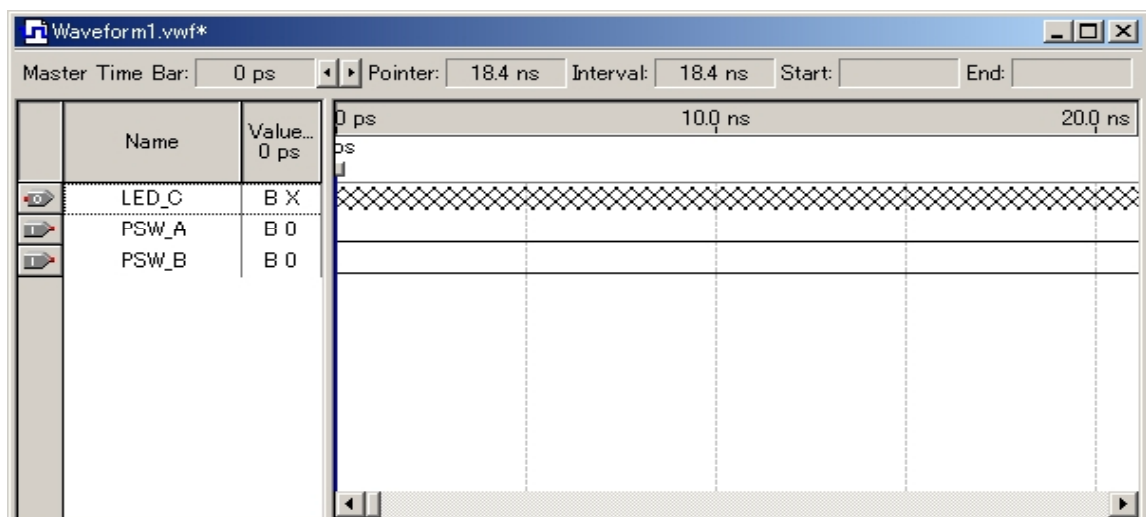 Waveform1.vwf*
Master Time Bar: 0 ps Pointer: 18.4 ns Interval: 18.4 ns Start: End:
Name Value... 0 ps
0 ps 10.0 ns 20.0 ns
ps
LED_C B X
PSW_A B 0
PSW_B B 0